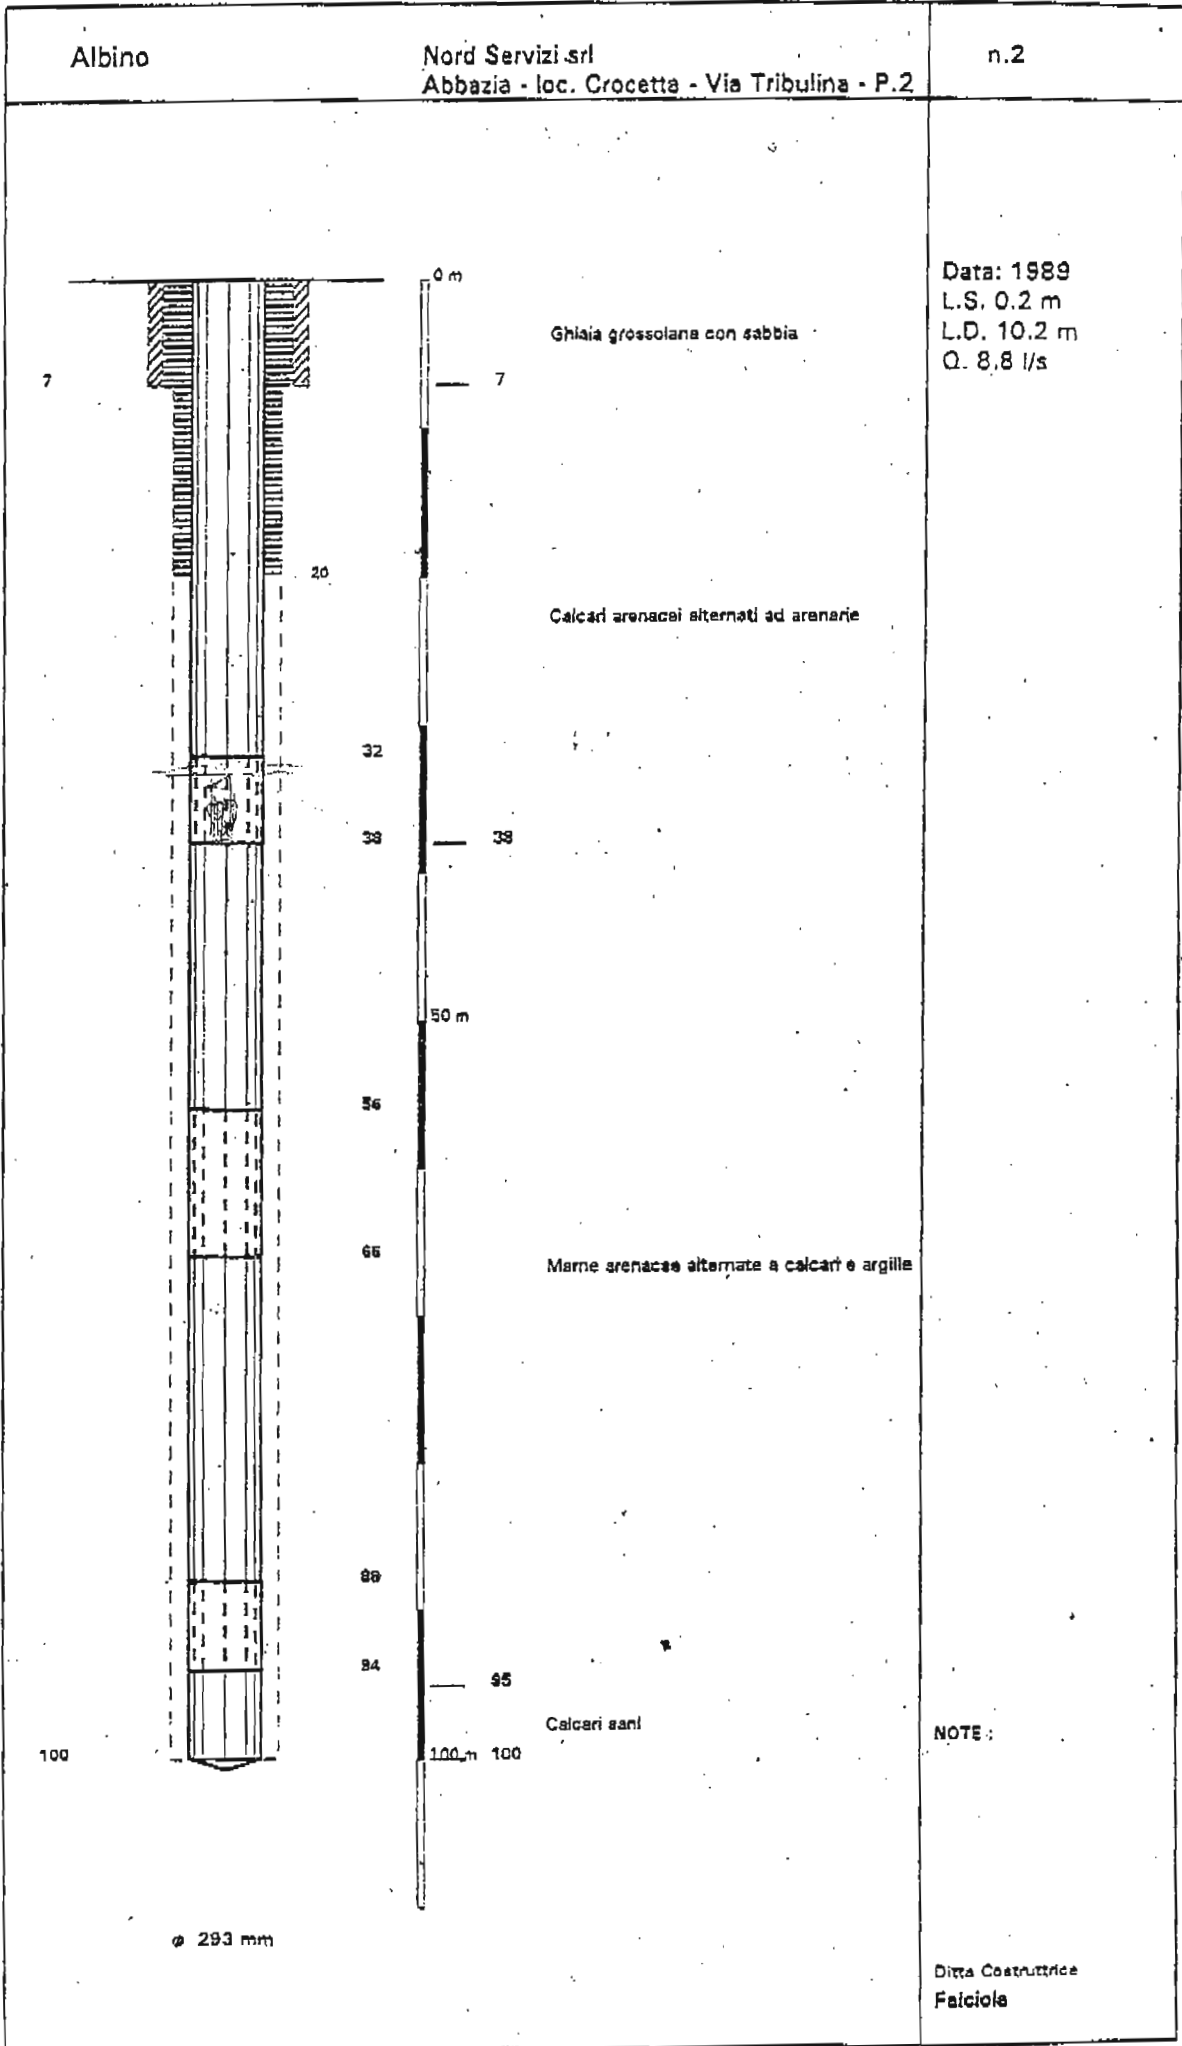 Albino
Nord Servizi srl
Abbazia - loc. Crocetta - Via Tribulina - P.2
n.2
0 m
Data: 1989
L.S. 0.2 m
L.D. 10.2 m
Q. 8,8 l/s
Ghiaia grossolana con sabbia
7
7
20
Calcari arenacei alternati ad arenarie
32
38
38
50 m
56
66
Marne arenacee alternate a calcari e argille
88
94
95
Calcari sani
NOTE :
100
100 m
100
ø 293 mm
Ditta Costruttrice
Falciola